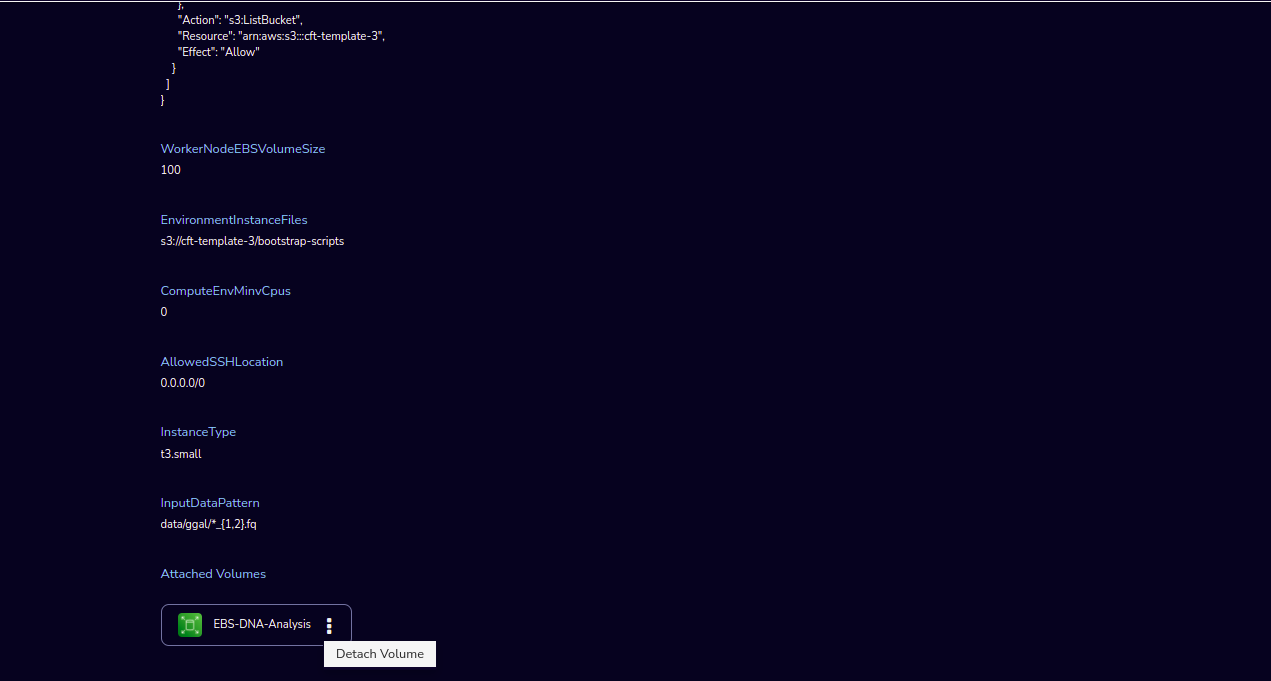 },
"Action": "s3:ListBucket",
"Resource": "arn:aws:s3:::cft-template-3",
"Effect": "Allow"
}
]
}
WorkerNodeEBSVolumeSize
100
EnvironmentInstanceFiles
s3://cft-template-3/bootstrap-scripts
ComputeEnvMinvCpus
0
AllowedSSHLocation
0.0.0.0/0
InstanceType
t3.small
InputDataPattern
data/ggal/*_{1,2}.fq
Attached Volumes
EBS-DNA-Analysis
Detach Volume